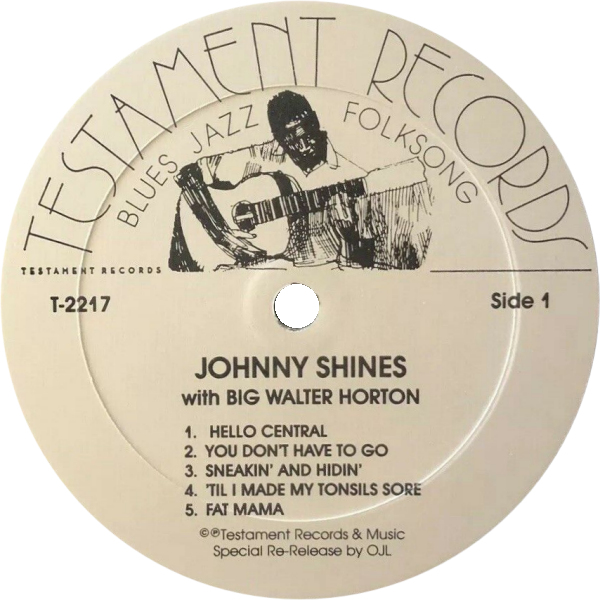 TESTAMENT RECORDS
BLUES JAZZ FOLKSONG
TESTAMENT RECORDS
T-2217
Side 1
JOHNNY SHINES
with BIG WALTER HORTON
1. HELLO CENTRAL
2. YOU DON'T HAVE TO GO
3. SNEAKIN' AND HIDIN'
4. 'TIL I MADE MY TONSILS SORE
5. FAT MAMA
©℗Testament Records & Music
Special Re-Release by OJL